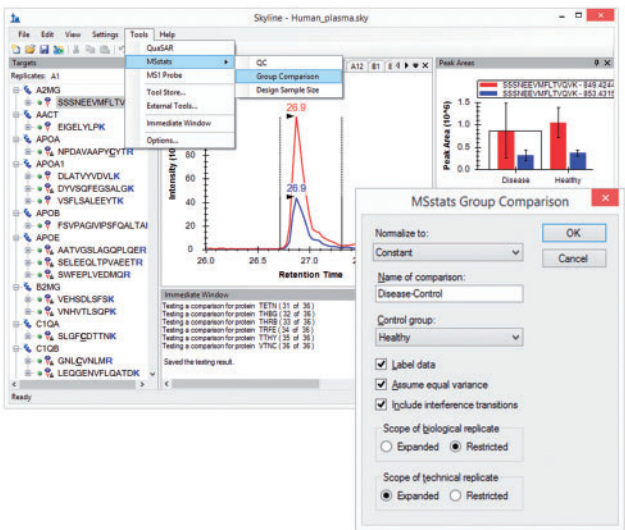 Skyline - Human_plasma.sky
File Edit View Settings Tools Help
QuaSAR
MSstats
MS1 Probe
Tool Store...
External Tools...
Immediate Window
Options...
QC
Group Comparison
Design Sample Size
Targets
Replicates: A1
A2MG
SSSNEEVMFLTV
AACT
EIGELYLPK
APOA
NPDAVAAPYCYTR
APOA1
DLATVYVDVLK
DYVSQFEGSALGK
VSFLSALEEYTK
APOB
FSVPAGIVIPSFQALTAI
APOE
AATVGSLAGQPLQER
SELEEQLTPVAEETR
SWFEPLVEDMQR
B2MG
VEHSDLSFSK
VNHVTLSQPK
C1QA
SLGFCDTTNK
C1QB
GNLCVNLMR
LEQGENVFLQATDK
Ready
A12 B1
26.9
26.9
Intensity (10
80
60
40
20
0
26.0 26.5 27.0
Retention Time
Immediate Window
Testing a comparison for protein TETN (31 of 36)
Testing a comparison for protein THBG (32 of 36)
Testing a comparison for protein THRB (33 of 36)
Testing a comparison for protein TRFE (34 of 36)
Testing a comparison for protein TTHY (35 of 36)
Testing a comparison for protein VTNC (36 of 36)
Saved the testing result.
Peak Areas
SSSNEEVMFLTVQVK - 849.4244
SSSNEEVMFLTVQVK - 853.4315
Peak Area (10^6)
1.5
1.0
0.5
0.0
Disease Healthy
MSstats Group Comparison
Normalize to:
Constant
OK
Cancel
Name of comparison:
Disease-Control
Control group:
Healthy
Label data
Assume equal variance
Include interference transitions
Scope of biological replicate
Expanded Restricted
Scope of technical replicate
Expanded Restricted